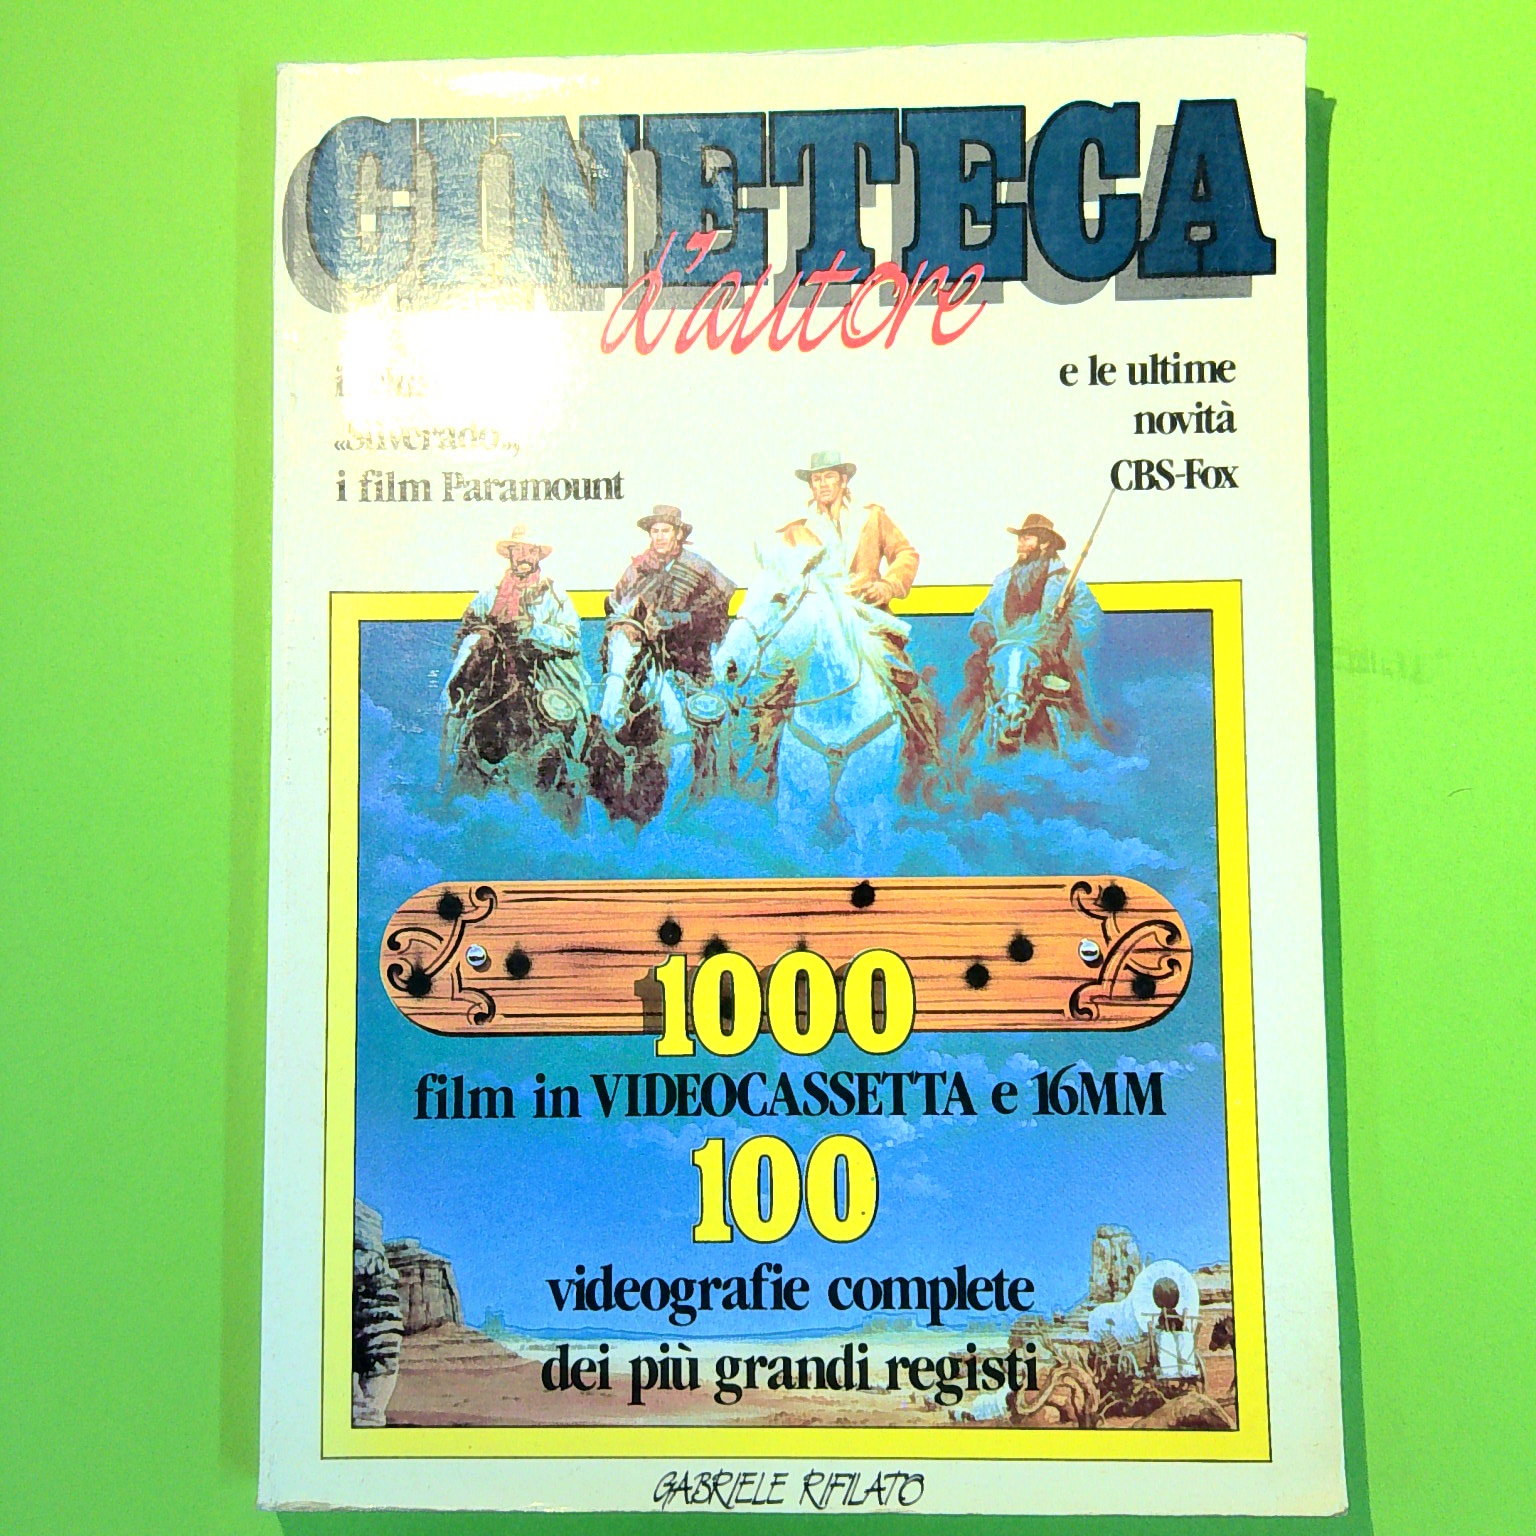 CINETECA
d'autore
«Silverado»,
i film Paramount
e le ultime
novità
CBS-Fox
1000
film in VIDEOCASSETTA e 16MM
100
videografie complete
dei più grandi registi
GABRIELE RIFILATO